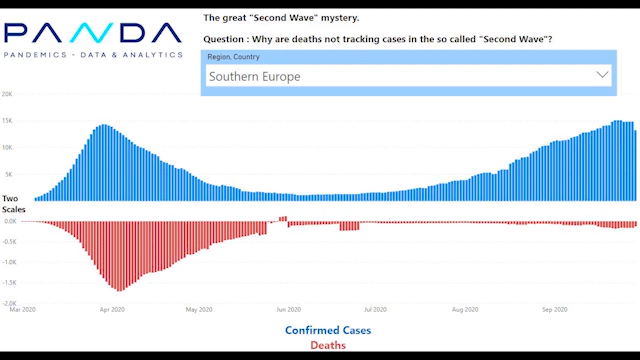 PANDA
PANDEMICS - DATA & ANALYTICS
The great "Second Wave" mystery.
Question : Why are deaths not tracking cases in the so called "Second Wave"?
Region, Country
Southern Europe
20K
15K
10K
5K
Two
Scales
0.0K
-0.5K
-1.0K
-1.5K
-2.0K
Mar 2020 Apr 2020 May 2020 Jun 2020 Jul 2020 Aug 2020 Sep 2020
Confirmed Cases
Deaths